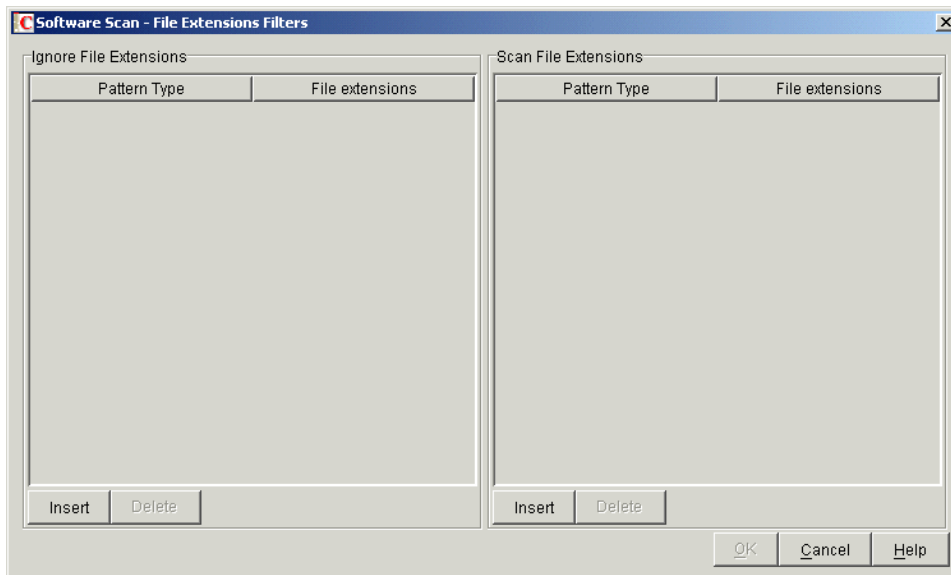 C Software Scan - File Extensions Filters
Ignore File Extensions
Pattern Type File extensions
Insert Delete
Scan File Extensions
Pattern Type File extensions
Insert Delete
OK Cancel Help